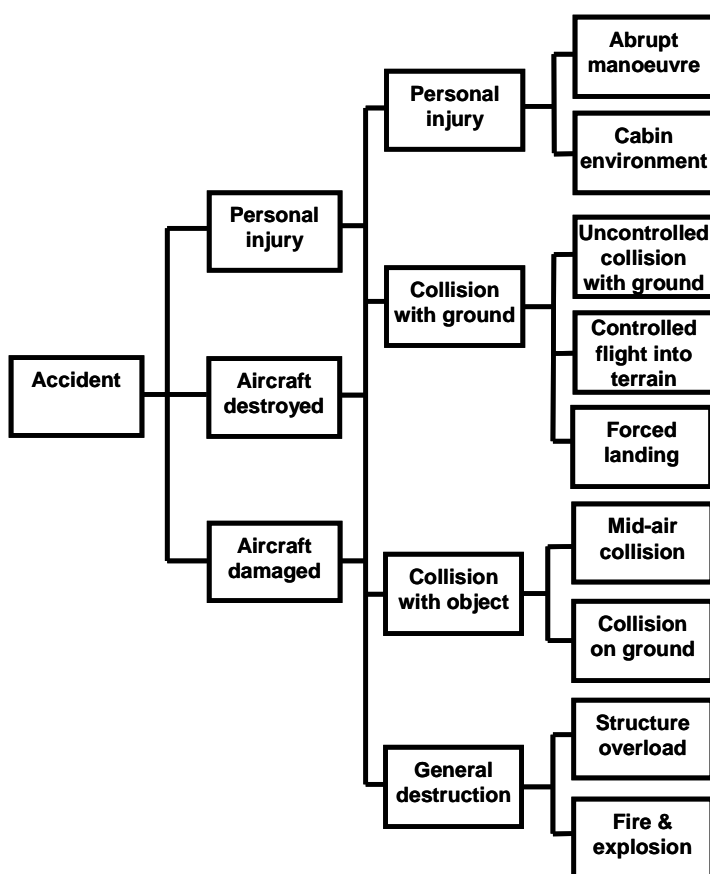 Accident
Personal
injury
Aircraft
destroyed
Aircraft
damaged
Personal
injury
Collision
with ground
Collision
with object
General
destruction
Abrupt
manoeuvre
Cabin
environment
Uncontrolled
collision
with ground
Controlled
flight into
terrain
Forced
landing
Mid-air
collision
Collision
on ground
Structure
overload
Fire &
explosion